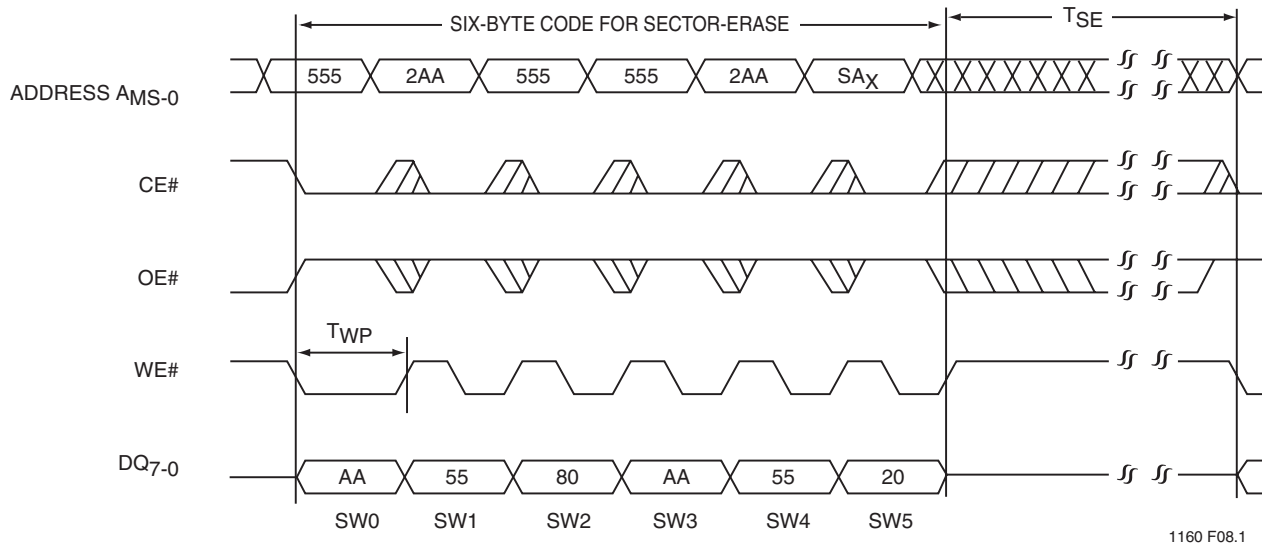 SIX-BYTE CODE FOR SECTOR-ERASE TSE
ADDRESS AMS-0 555 2AA 555 555 2AA SAX
CE#
OE#
TWP
WE#
DQ7-0 AA 55 80 AA 55 20
SW0 SW1 SW2 SW3 SW4 SW5
1160 F08.1